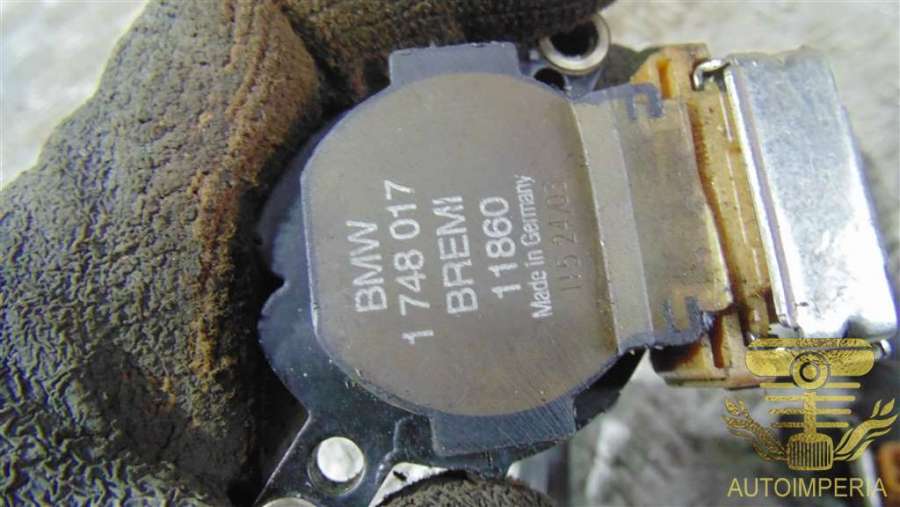 BMW
1 748 017
BREMI
11860
Made in Germany
AUTOIMPERIA